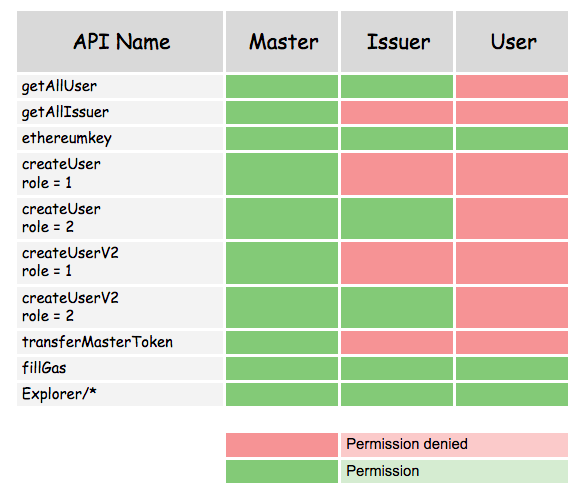 API Name Master Issuer User
getAllUser
getAllIssuer
ethereumkey
createUser
role = 1
createUser
role = 2
createUserV2
role = 1
createUserV2
role = 2
transferMasterToken
fillGas
Explorer/*
Permission denied
Permission